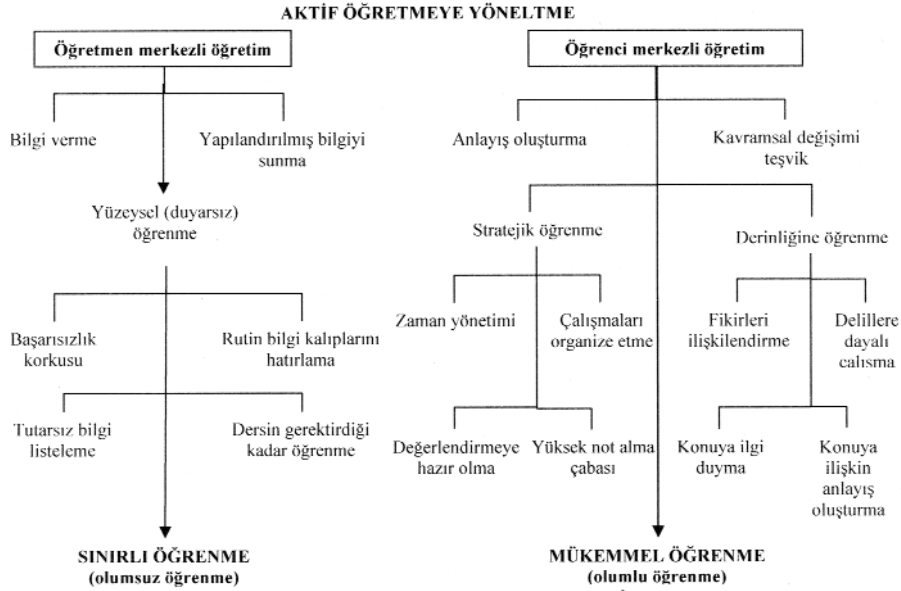 AKTİF ÖĞRETMEYE YÖNELTME
Öğretmen merkezli öğretim
Bilgi verme
Yapılandırılmış bilgiyi
sunma
Yüzeysel (duyarsız)
öğrenme
Başarısızlık
korkusu
Rutin bilgi kalıplarını
hatırlama
Tutarsız bilgi
listeleme
Dersin gerektirdiği
kadar öğrenme
SINIRLI ÖĞRENME
(olumsuz öğrenme)
Öğrenci merkezli öğretim
Anlayış oluşturma
Kavramsal değişimi
teşvik
Stratejik öğrenme
Derinliğine öğrenme
Zaman yönetimi
Çalışmaları
organize etme
Fikirleri
ilişkilendirme
Delillere
dayalı
calısma
Değerlendirmeye
hazır olma
Yüksek not alma
çabası
Konuya ilgi
duyma
Konuya
ilişkin
anlayış
oluşturma
MÜKEMMEL ÖĞRENME
(olumlu öğrenme)